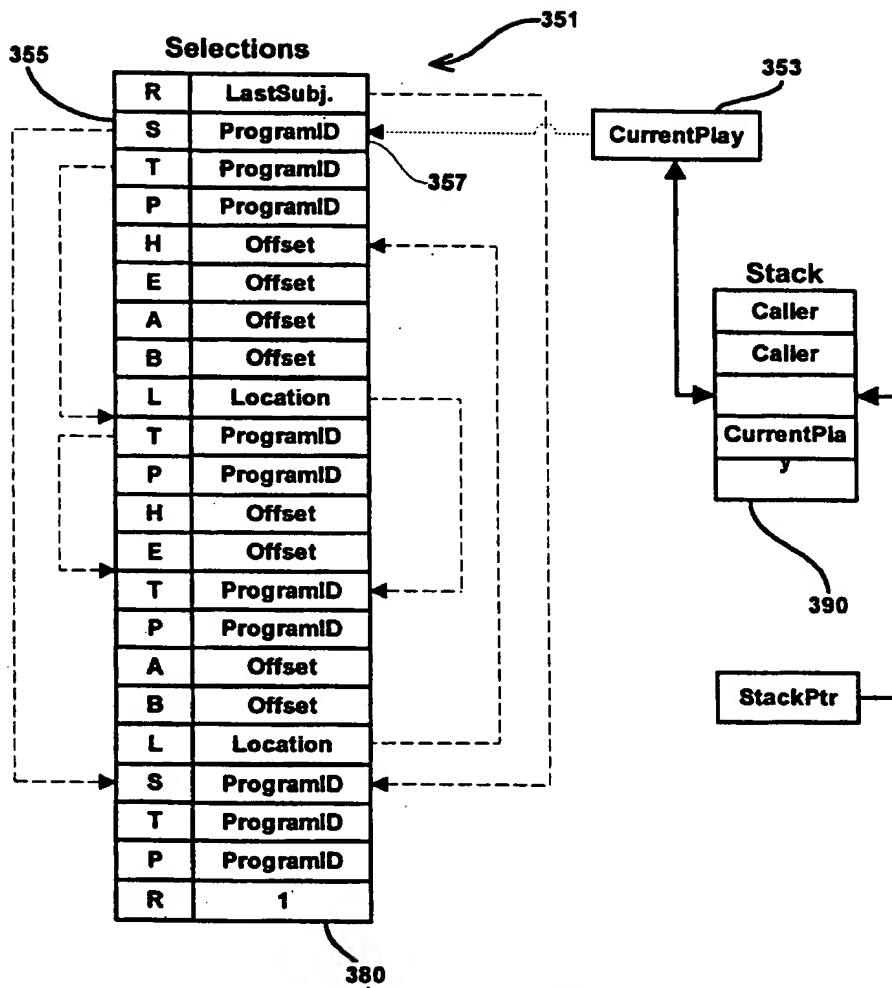 351
Selections
355
353
R LastSubj.
S ProgramID
CurrentPlay
T ProgramID
357
P ProgramID
H Offset
E Offset
Stack
A Offset
Caller
B Offset
Caller
L Location
T ProgramID
CurrentPla
y
P ProgramID
H Offset
E Offset
T ProgramID
390
P ProgramID
A Offset
B Offset
StackPtr
L Location
S ProgramID
T ProgramID
P ProgramID
R 1
380